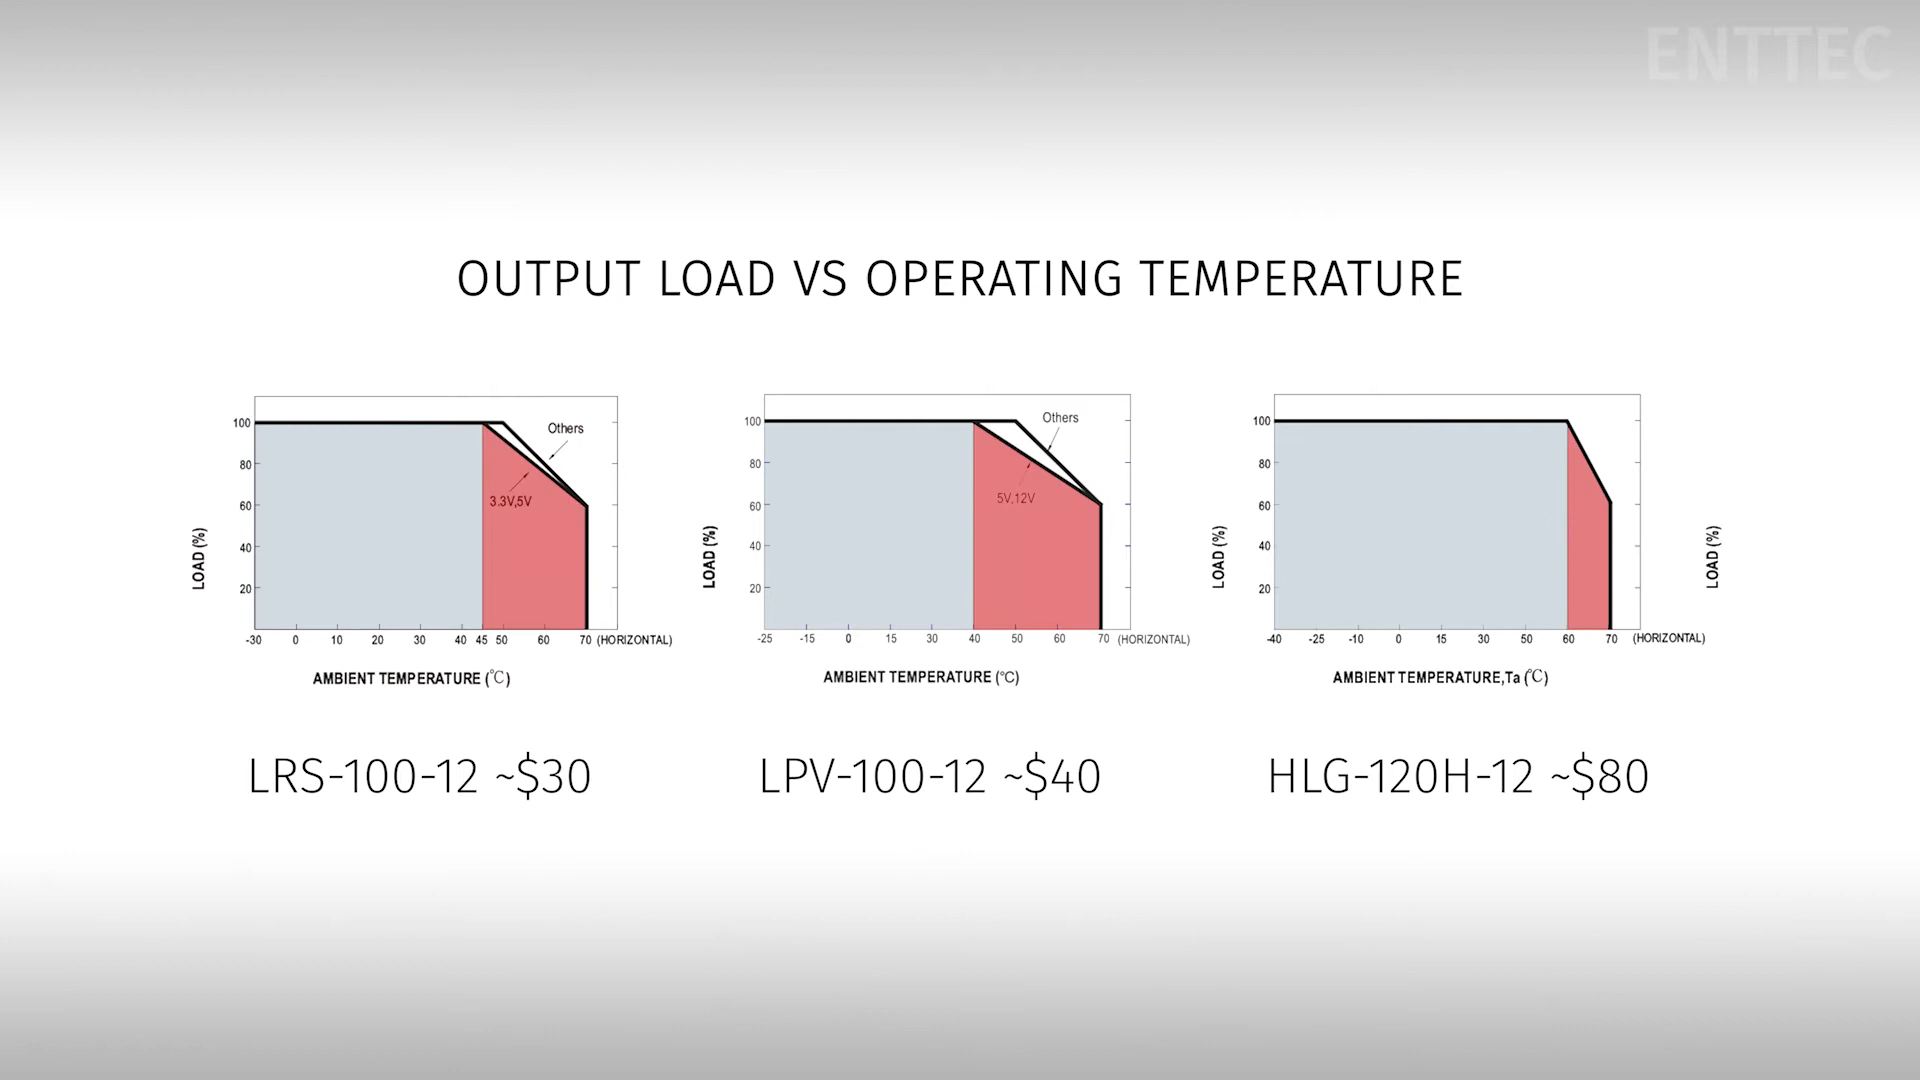 ENTTEC
OUTPUT LOAD VS OPERATING TEMPERATURE
100
80
60
40
20
LOAD (%)
Others
3.3V,5V
-30 0 10 20 30 40 45 50 60 70 (HORIZONTAL)
AMBIENT TEMPERATURE (℃)
LRS-100-12 ~$30
100
80
60
40
20
LOAD (%)
Others
5V,12V
-25 -15 0 15 30 40 50 60 70 (HORIZONTAL)
AMBIENT TEMPERATURE (℃)
LPV-100-12 ~$40
100
80
60
40
20
LOAD (%)
-40 -25 -10 0 15 30 50 60 70 (HORIZONTAL)
AMBIENT TEMPERATURE,Ta (℃)
HLG-120H-12 ~$80
LOAD (%)